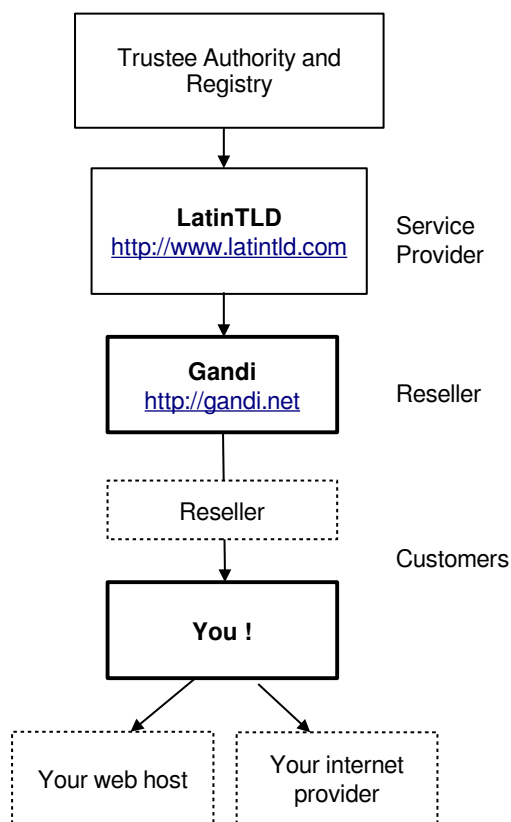 Trustee Authority and
Registry
LatinTLD
http://www.latintld.com
Service
Provider
Gandi
http://gandi.net
Reseller
Reseller
Customers
You !
Your web host
Your internet
provider